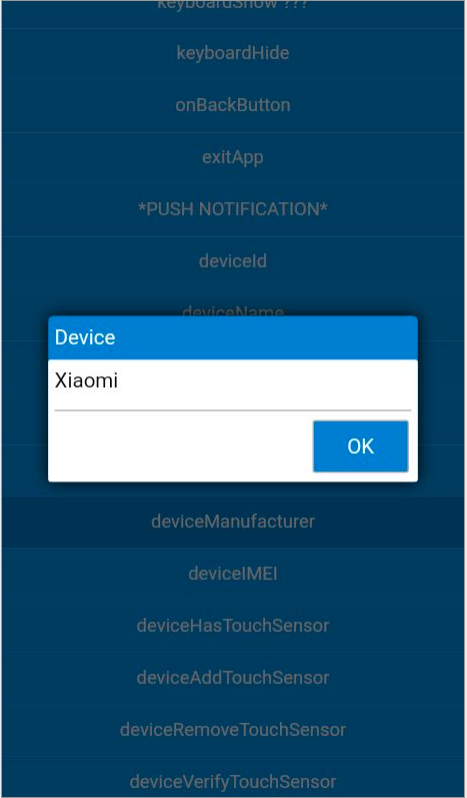 keyboardShow ???
keyboardHide
onBackButton
exitApp
*PUSH NOTIFICATION*
deviceId
deviceName
Device
Xiaomi
OK
deviceManufacturer
deviceIMEI
deviceHasTouchSensor
deviceAddTouchSensor
deviceRemoveTouchSensor
deviceVerifyTouchSensor